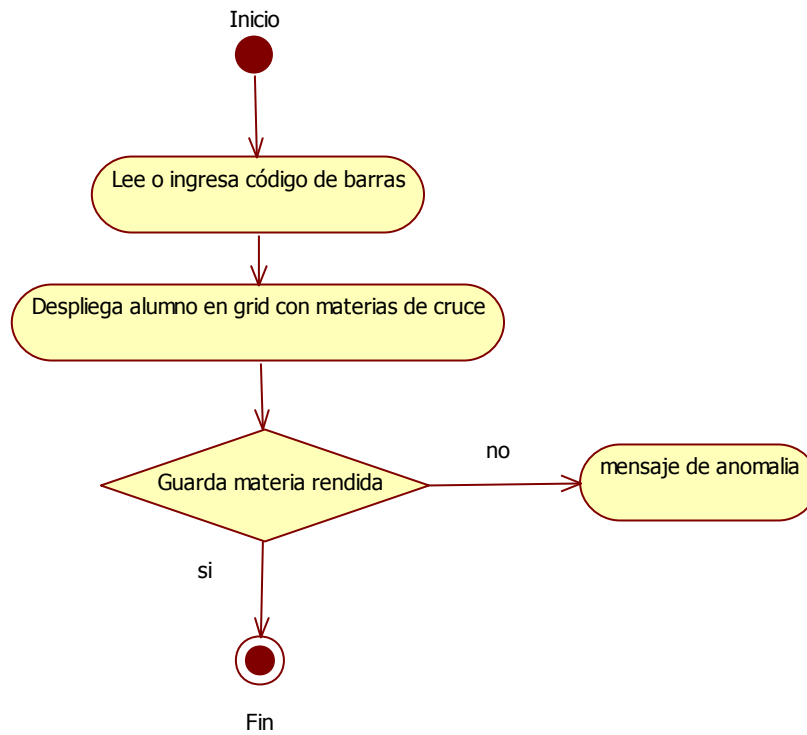 Inicio
Lee o ingresa código de barras
Despliega alumno en grid con materias de cruce
no
mensaje de anomalia
Guarda materia rendida
si
Fin